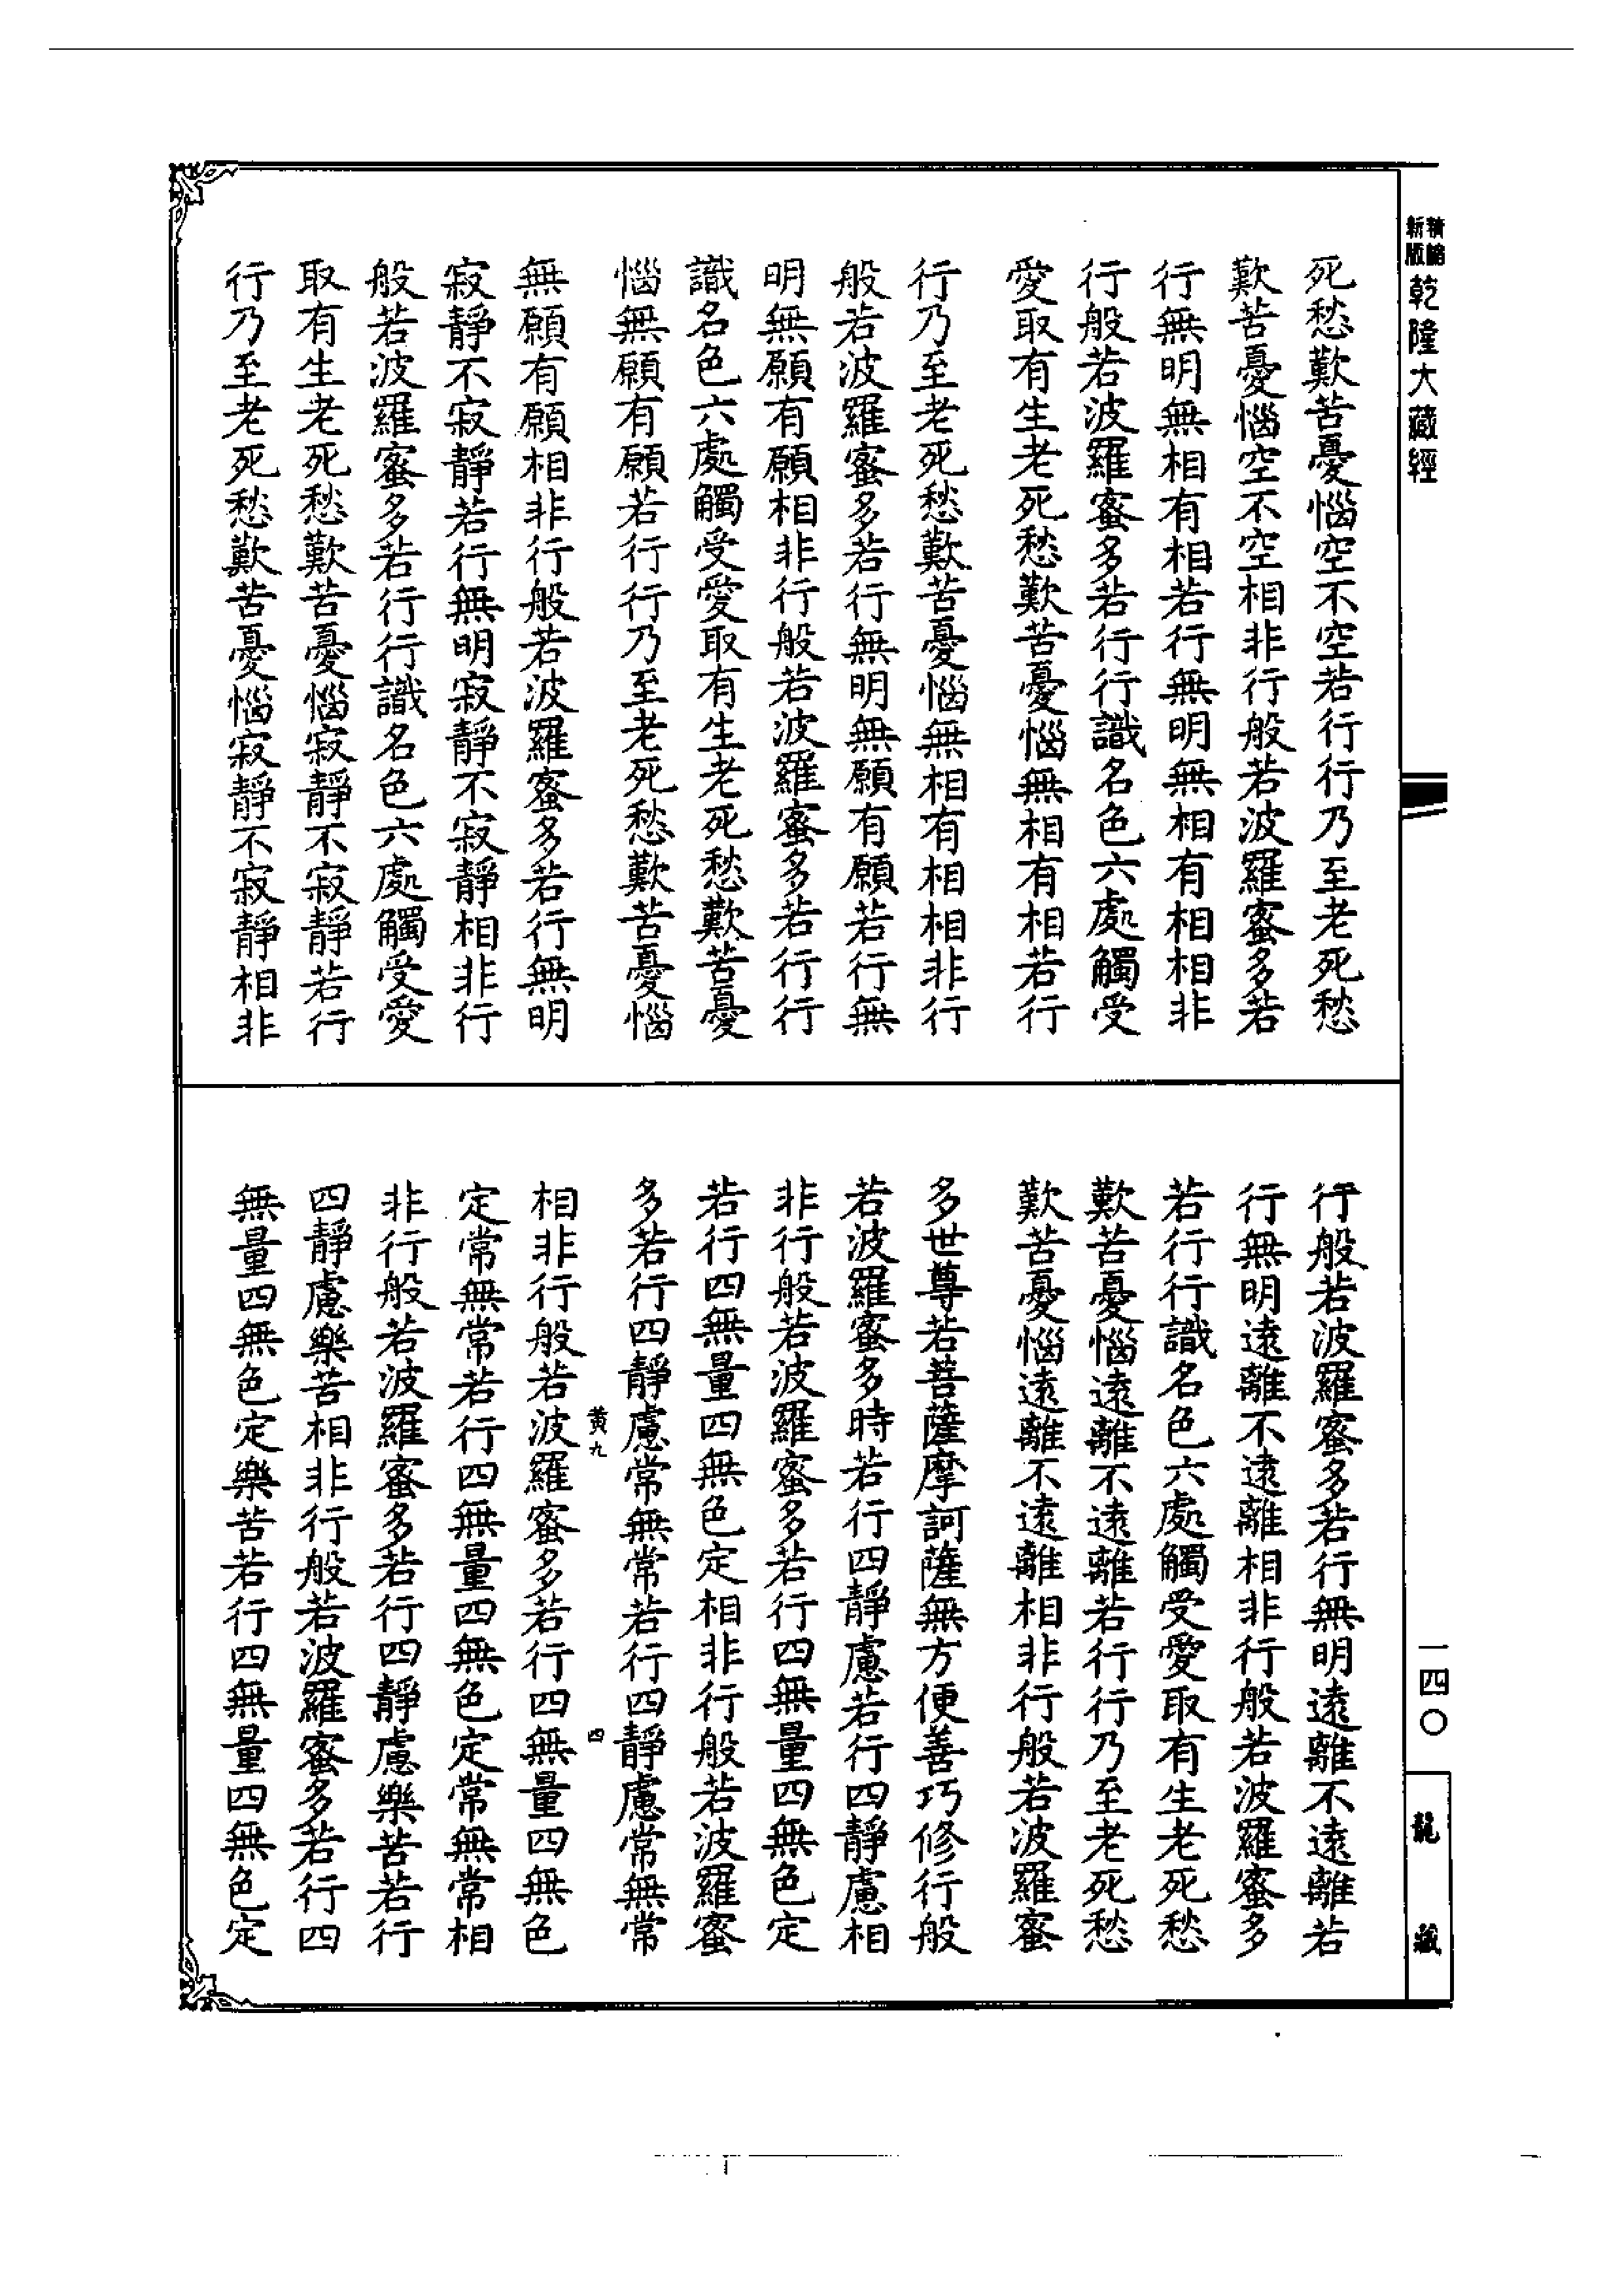 新版精縮
乾隆大藏經
一四〇
龍藏
死愁歎苦憂惱空不空若行行乃至老死愁
歎苦憂惱空不空相非行般若波羅蜜多若
行無明無相有相若行無明無相有相相非
行般若波羅蜜多若行行識名色六處觸受
愛取有生老死愁歎苦憂惱無相有相若行
行乃至老死愁歎苦憂惱無相有相相非行
般若波羅蜜多若行無明無願有願若行無
明無願有願相非行般若波羅蜜多若行行
識名色六處觸受愛取有生老死愁歎苦憂
惱無願有願若行行乃至老死愁歎苦憂惱
無願有願相非行般若波羅蜜多若行無明
寂靜不寂靜若行無明寂靜不寂靜相非行
般若波羅蜜多若行行識名色六處觸受愛
取有生老死愁歎苦憂惱寂靜不寂靜若行
行乃至老死愁歎苦憂惱寂靜不寂靜相非
行般若波羅蜜多若行無明遠離不遠離若
行無明遠離不遠離相非行般若波羅蜜多
若行行識名色六處觸受愛取有生老死愁
歎苦憂惱遠離不遠離若行行乃至老死愁
歎苦憂惱遠離不遠離相非行般若波羅蜜
多世尊若菩薩摩訶薩無方便善巧修行般
若波羅蜜多時若行四靜慮若行四靜慮相
非行般若波羅蜜多若行四無量四無色定
若行四無量四無色定相非行般若波羅蜜
多若行四靜慮常無常若行四靜慮常無常
黃九 四
相非行般若波羅蜜多若行四無量四無色
定常無常若行四無量四無色定常無常相
非行般若波羅蜜多若行四靜慮樂苦若行
四靜慮樂苦相非行般若波羅蜜多若行四
無量四無色定樂苦若行四無量四無色定